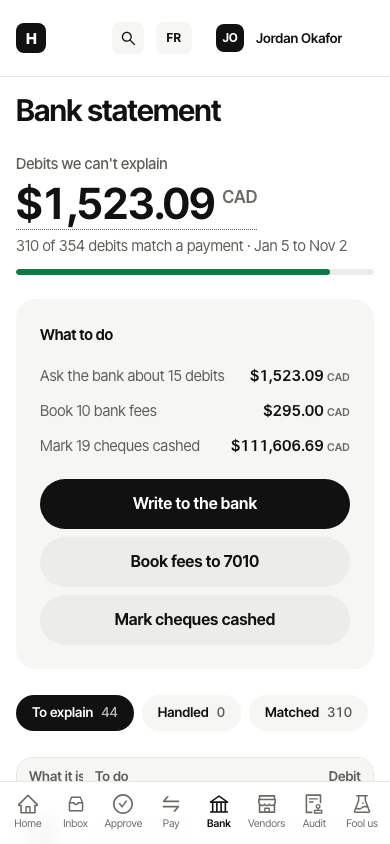 H FR JO Jordan Okafor
Bank statement
Debits we can't explain
$1,523.09 CAD
310 of 354 debits match a payment · Jan 5 to Nov 2
What to do
Ask the bank about 15 debits $1,523.09 CAD
Book 10 bank fees $295.00 CAD
Mark 19 cheques cashed $111,606.69 CAD
Write to the bank
Book fees to 7010
Mark cheques cashed
To explain 44 Handled 0 Matched 310
What it is To do Debit
Home Inbox Approve Pay Bank Vendors Audit Fool us